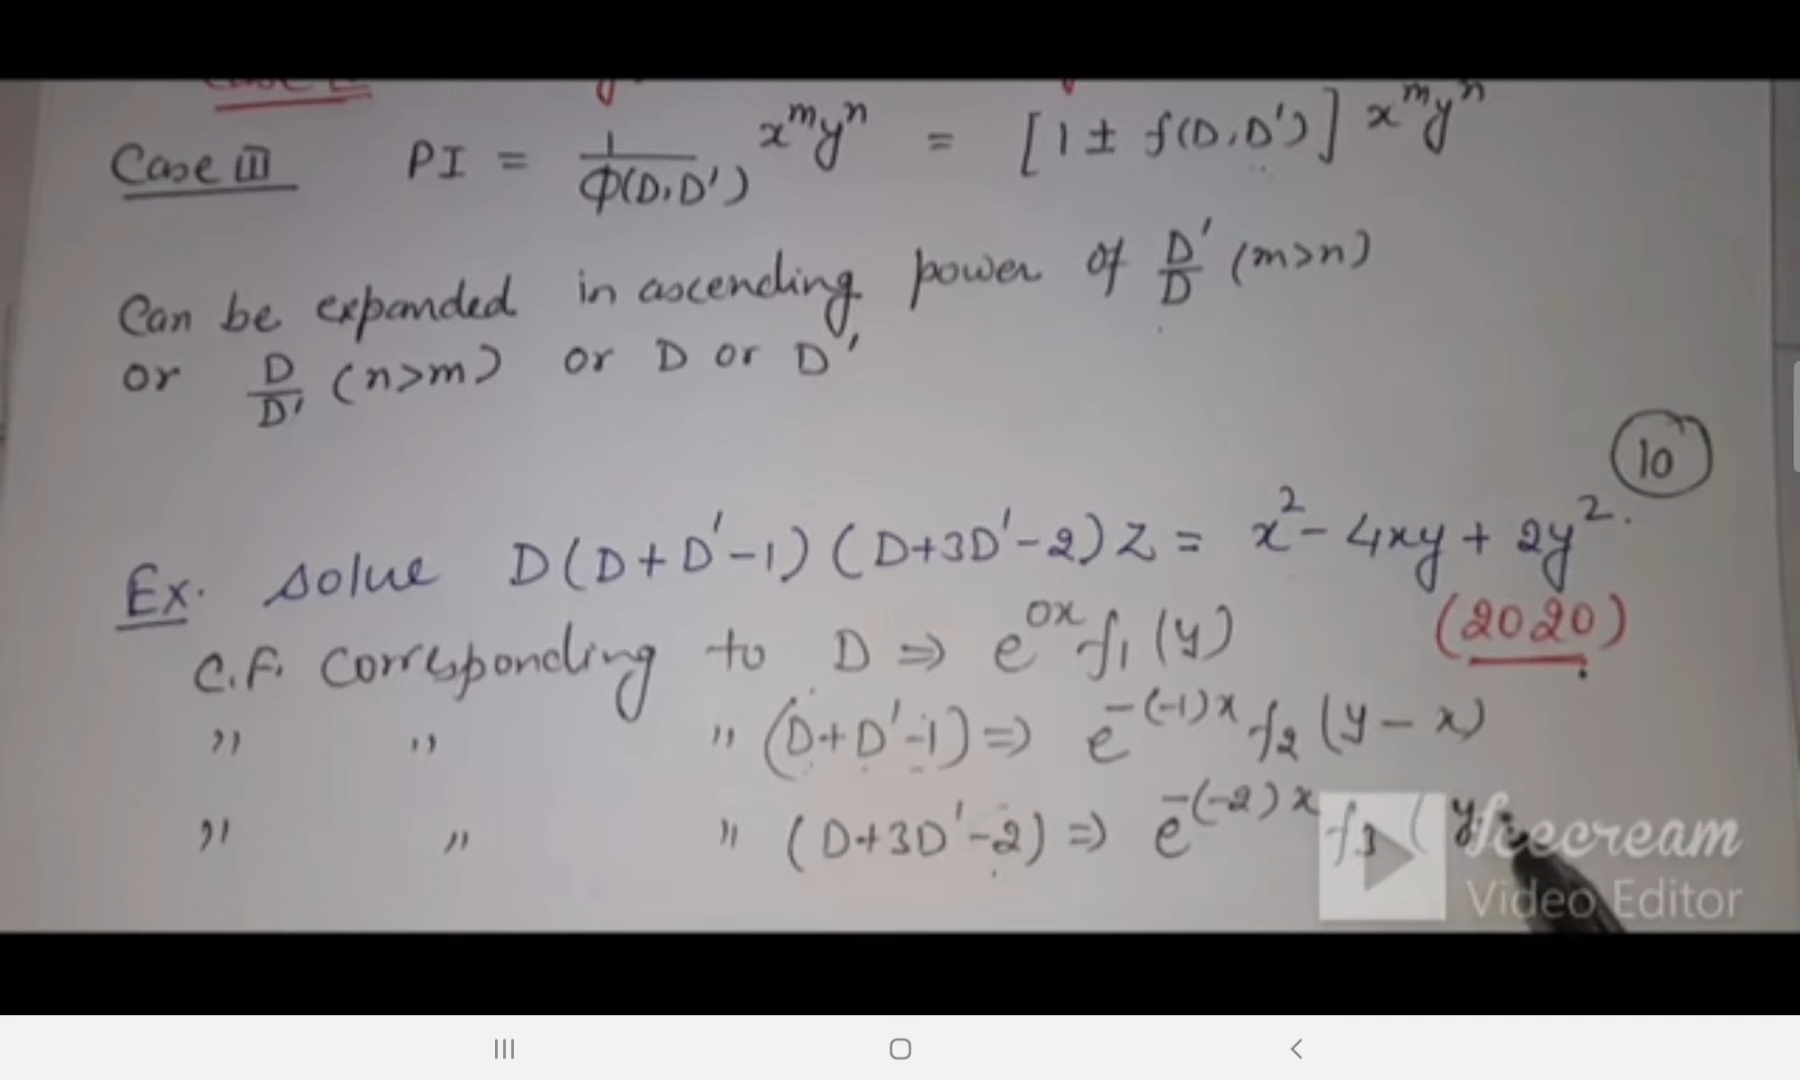 Case III PI = 1/Φ(D,D') x^m y^n = [1 ± f(D,D')] x^m y^n
Can be expanded in ascending power of D'/D (m>n)
or D/D' (n>m) or D or D'
10
Ex. Solve D(D+D'-1)(D+3D'-2)Z = x²-4xy+2y².
(2020)
C.F. Corresponding to D ⇒ e^0x f₁(y)
" " " (D+D'-1) ⇒ e^-(-1)x f₂(y-x)
" " " (D+3D'-2) ⇒ e^-(-2)x f₃(y-
Icecream
Video Editor